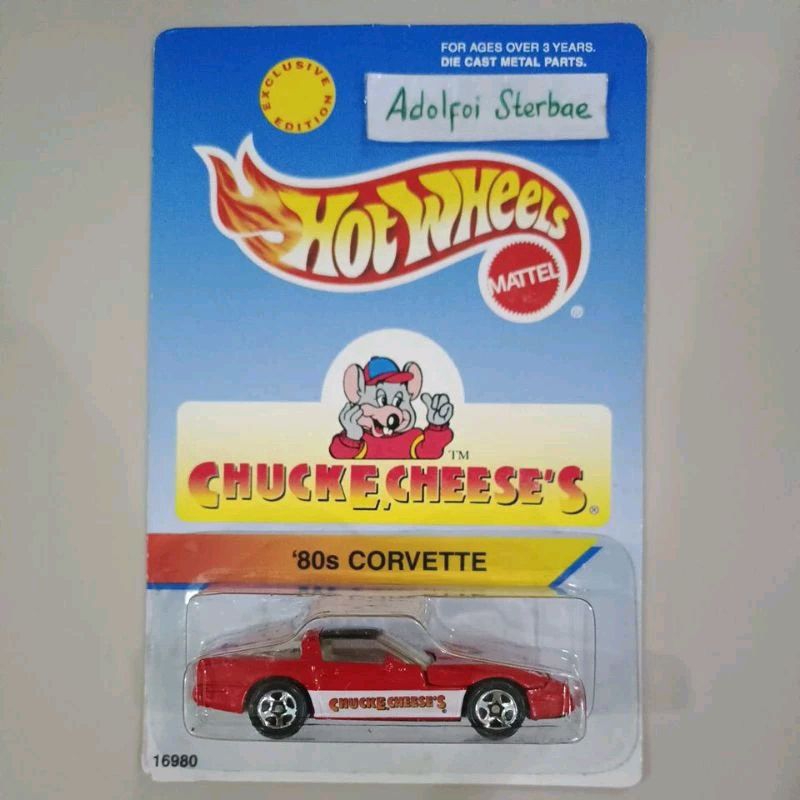 EXCLUSIVE EDITION
FOR AGES OVER 3 YEARS.
DIE CAST METAL PARTS.
Adolfoi Sterbae
HOT WHEELS
MATTEL
®
TM
CHUCK E. CHEESE'S®
'80s CORVETTE
CHUCK E. CHEESE'S
16980